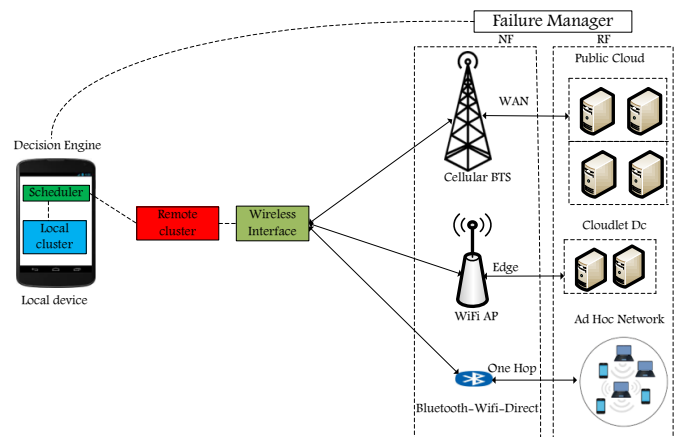 Failure Manager
NF
RF
Public Cloud
WAN
Cellular BTS
Decision Engine
Scheduler
Local
cluster
Local device
Remote
cluster
Wireless
Interface
Cloudlet Dc
Edge
WiFi AP
Ad Hoc Network
One Hop
Bluetooth-Wifi-Direct